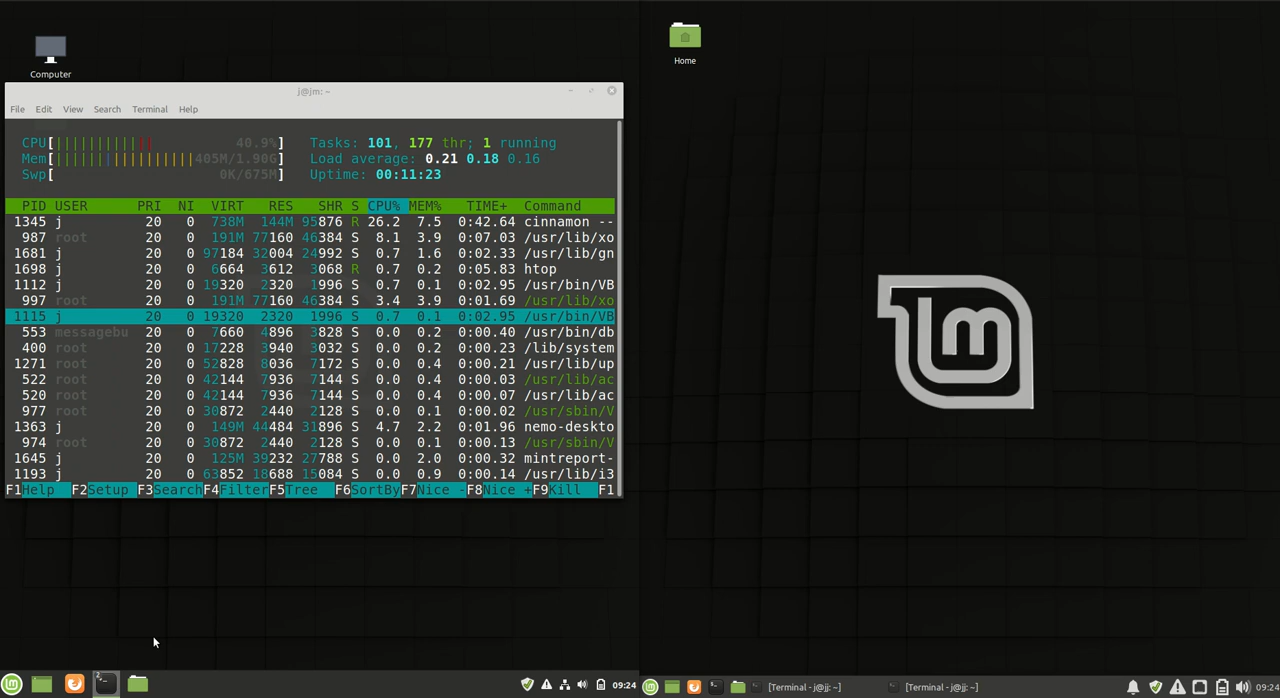 Computer
j@jm: ~
File Edit View Search Terminal Help
CPU[||||||||||||| 40.9%] Tasks: 101, 177 thr; 1 running
Mem[||||||||||||||||||405M/1.90G] Load average: 0.21 0.18 0.16
Swp[ 0K/675M] Uptime: 00:11:23
PID USER PRI NI VIRT RES SHR S CPU% MEM% TIME+ Command
1345 j 20 0 738M 144M 95876 R 26.2 7.5 0:42.64 cinnamon --
987 root 20 0 191M 77160 46384 S 8.1 3.9 0:07.03 /usr/lib/xo
1681 j 20 0 97184 32004 24992 S 0.7 1.6 0:02.33 /usr/lib/gn
1698 j 20 0 6664 3612 3068 R 0.7 0.2 0:05.83 htop
1112 j 20 0 19320 2320 1996 S 0.7 0.1 0:02.95 /usr/bin/VB
997 root 20 0 191M 77160 46384 S 3.4 3.9 0:01.69 /usr/lib/xo
1115 j 20 0 19320 2320 1996 S 0.7 0.1 0:02.95 /usr/bin/VB
553 messagebu 20 0 7660 4896 3828 S 0.0 0.2 0:00.40 /usr/bin/db
400 root 20 0 17228 3940 3032 S 0.0 0.2 0:00.23 /lib/system
1271 root 20 0 52828 8036 7172 S 0.0 0.4 0:00.21 /usr/lib/up
522 root 20 0 42144 7936 7144 S 0.0 0.4 0:00.03 /usr/lib/ac
520 root 20 0 42144 7936 7144 S 0.0 0.4 0:00.07 /usr/lib/ac
977 root 20 0 30872 2440 2128 S 0.0 0.1 0:00.02 /usr/sbin/V
1363 j 20 0 149M 44484 31896 S 4.7 2.2 0:01.96 nemo-deskto
974 root 20 0 30872 2440 2128 S 0.0 0.1 0:00.13 /usr/sbin/V
1645 j 20 0 125M 39232 27788 S 0.0 2.0 0:00.32 mintreport-
1193 j 20 0 63852 18688 15084 S 0.0 0.9 0:00.14 /usr/lib/i3
F1Help F2Setup F3SearchF4FilterF5Tree F6SortByF7Nice -F8Nice +F9Kill F1
09:24
Home
lm
[Terminal - j@jj: ~] [Terminal - j@jj: ~] 09:24